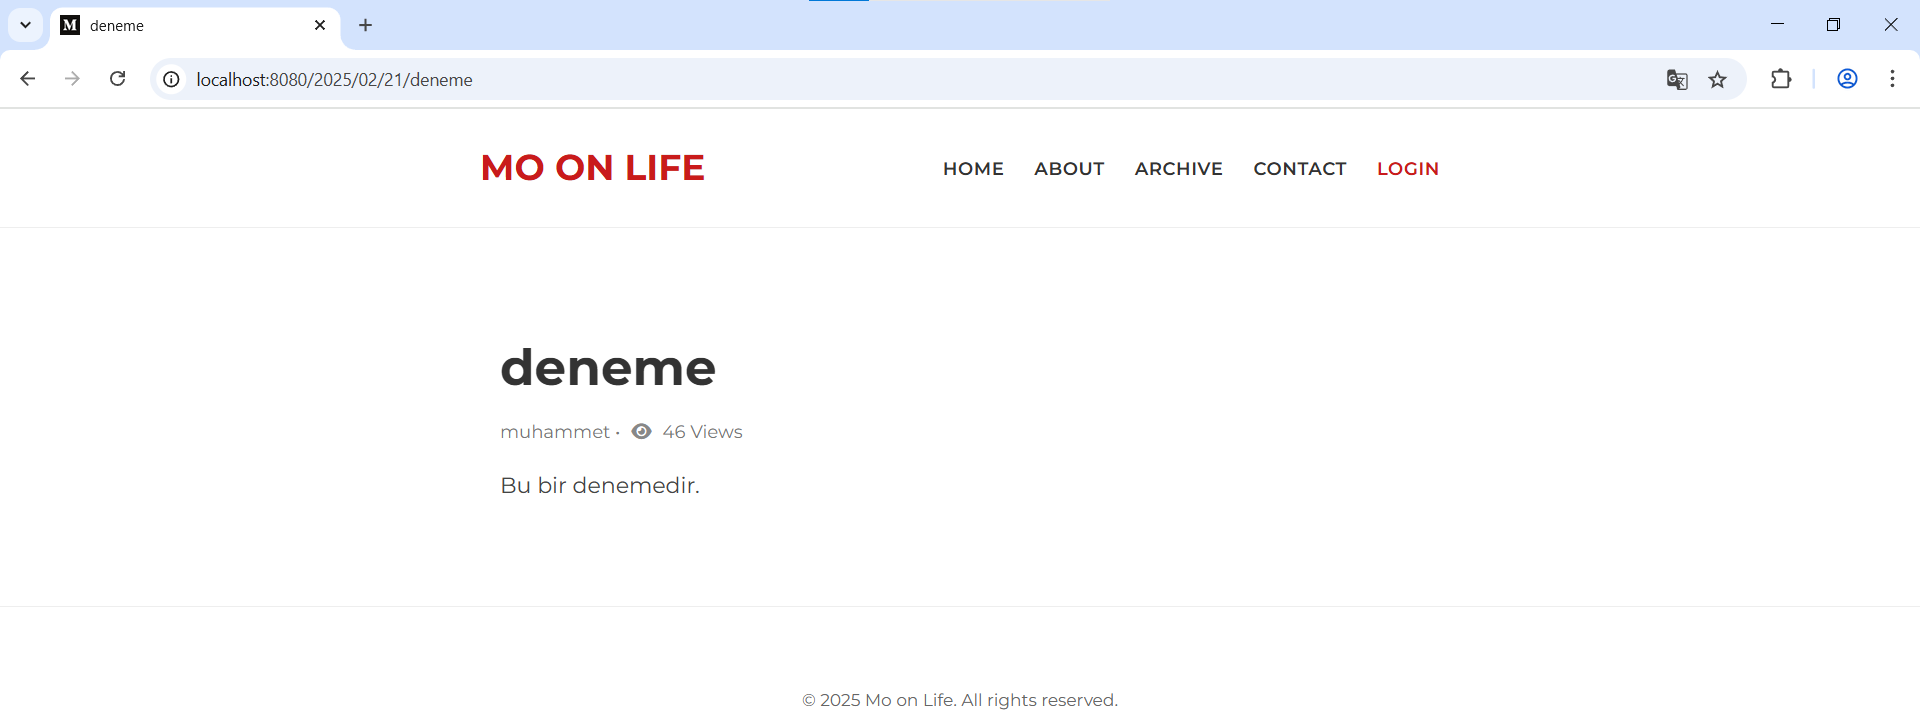 M deneme
localhost:8080/2025/02/21/deneme
MO ON LIFE
HOME ABOUT ARCHIVE CONTACT LOGIN
deneme
muhammet · 46 Views
Bu bir denemedir.
© 2025 Mo on Life. All rights reserved.